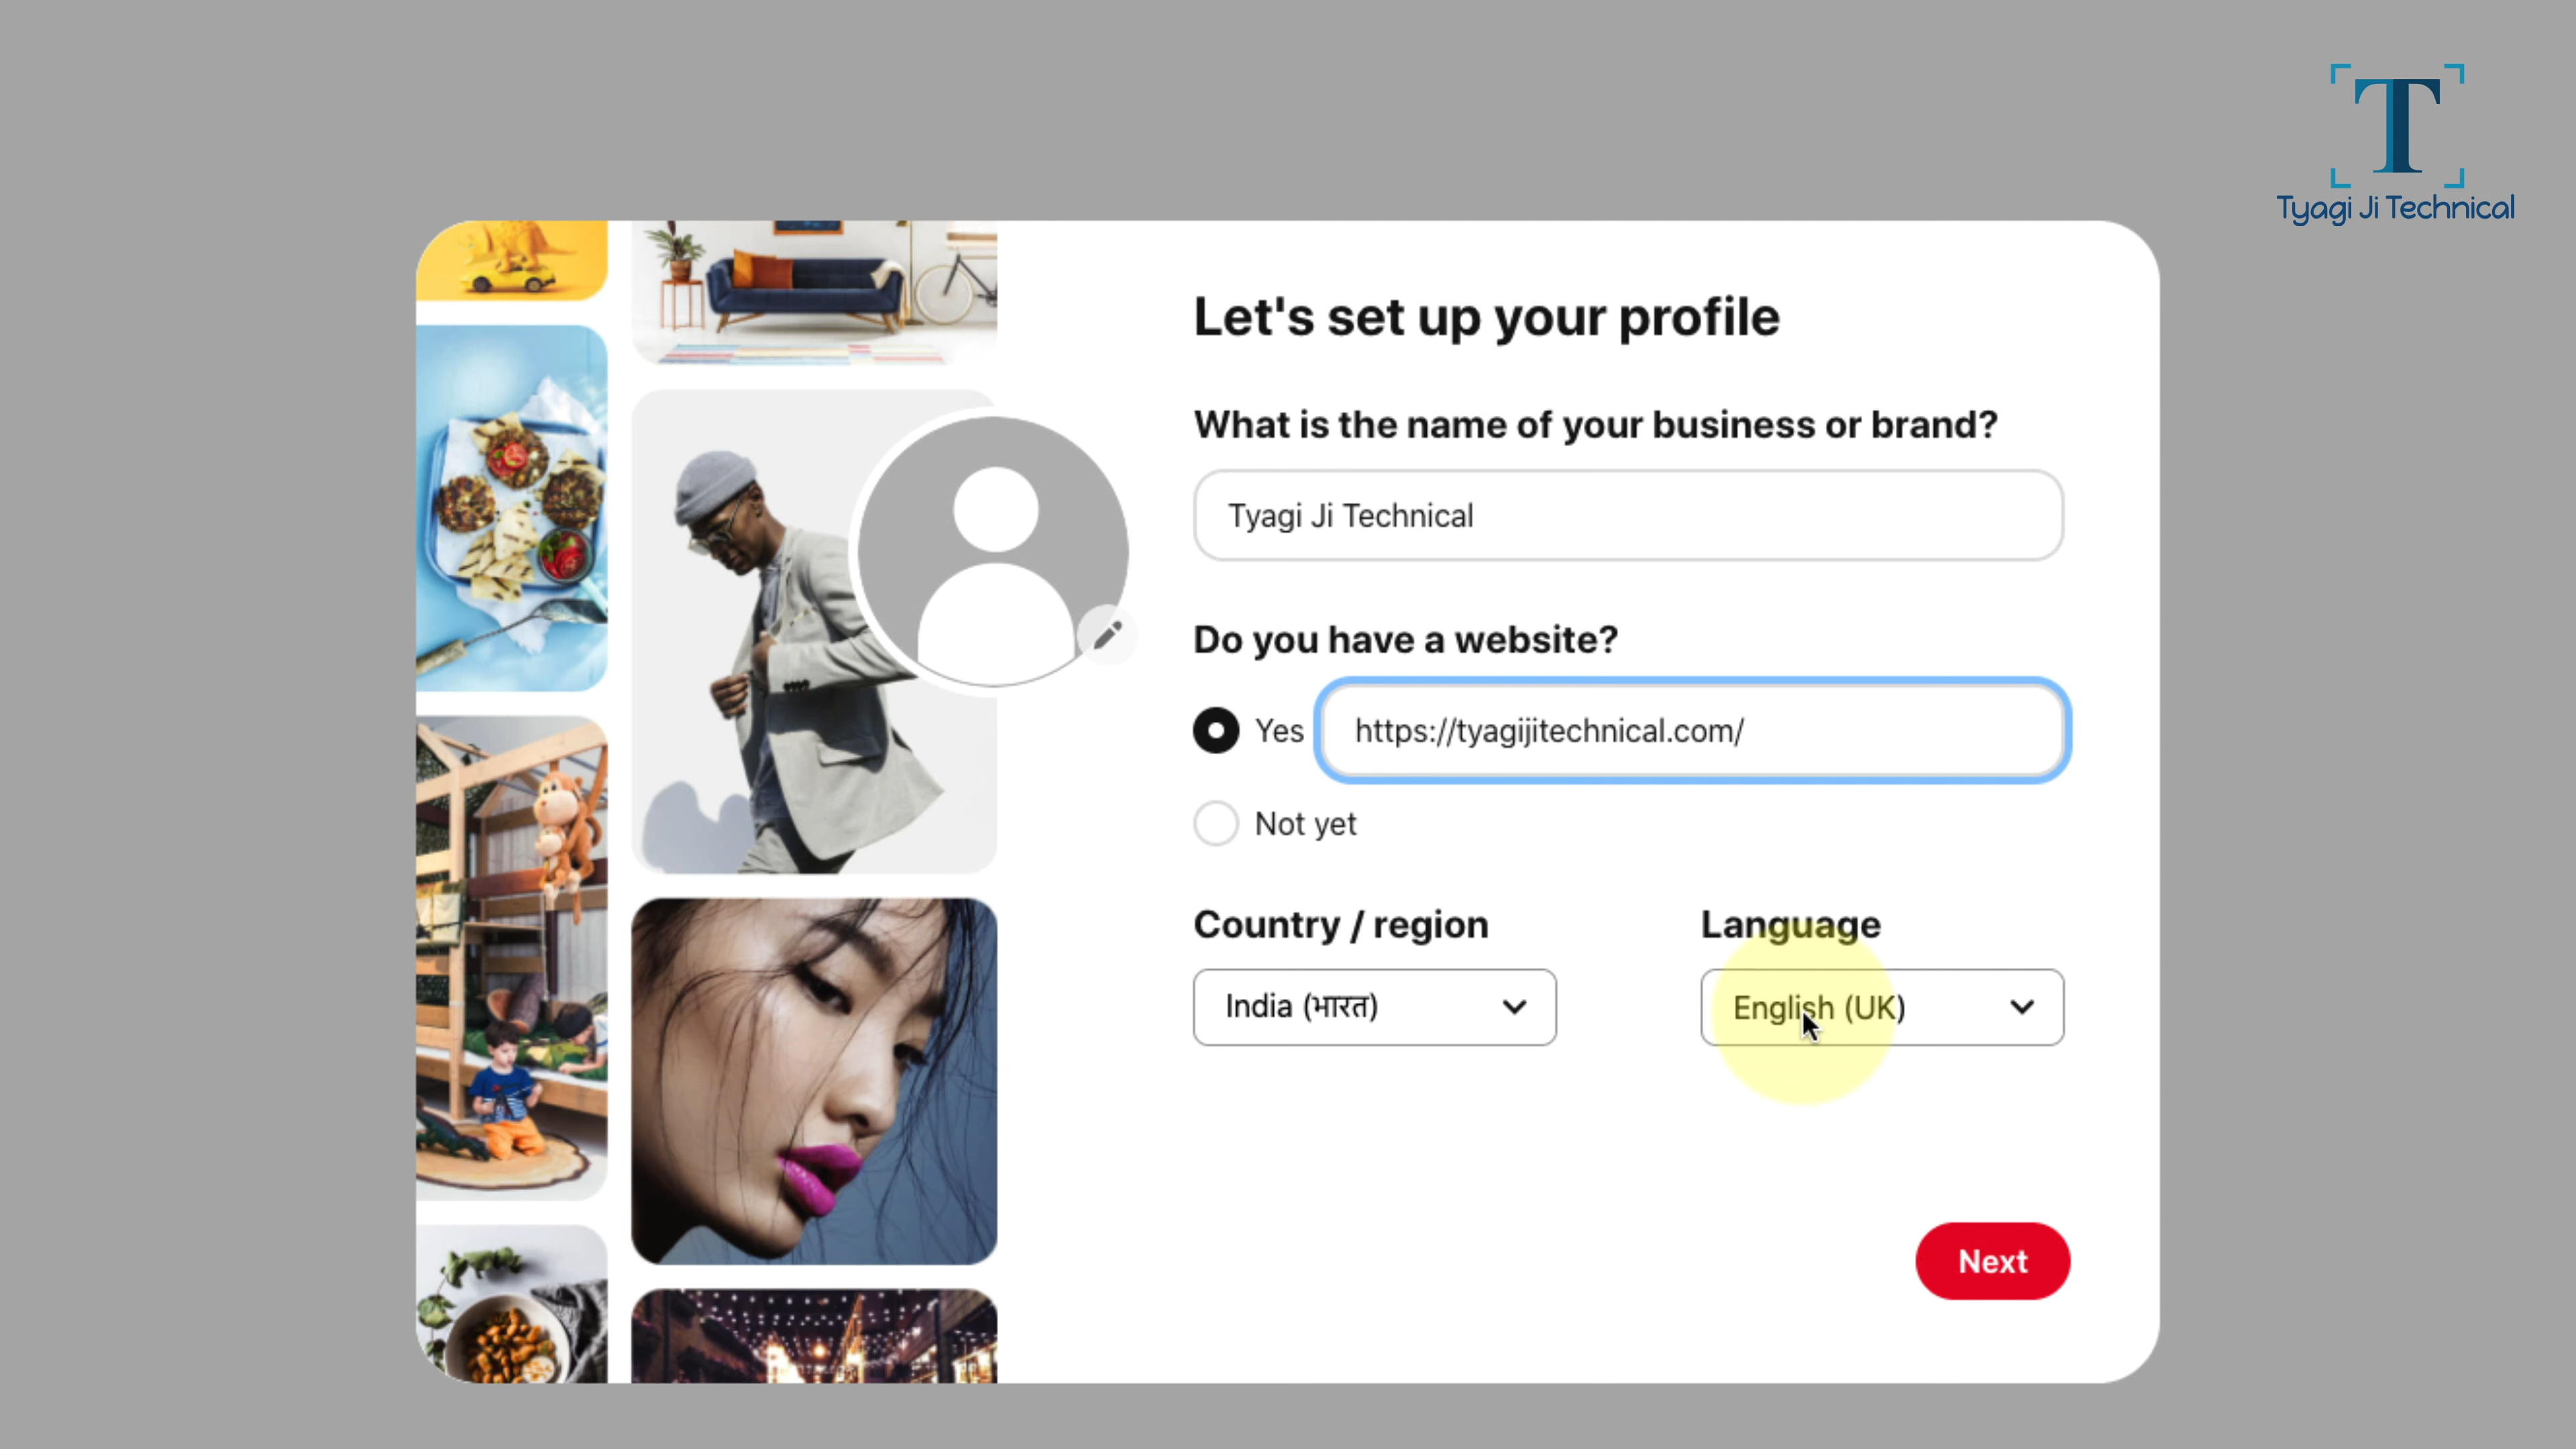 T
Tyagi Ji Technical
Let's set up your profile
What is the name of your business or brand?
Tyagi Ji Technical
Do you have a website?
Yes
https://tyagijitechnical.com/
Not yet
Country / region
Language
India (भारत)
English (UK)
Next